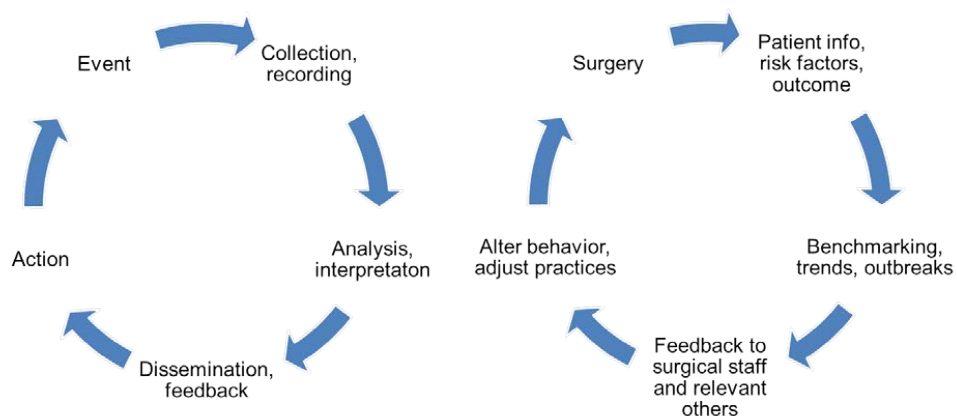 Event
Collection,
recording
Analysis,
interpretaton
Dissemination,
feedback
Action
Surgery
Patient info,
risk factors,
outcome
Benchmarking,
trends, outbreaks
Feedback to
surgical staff
and relevant
others
Alter behavior,
adjust practices